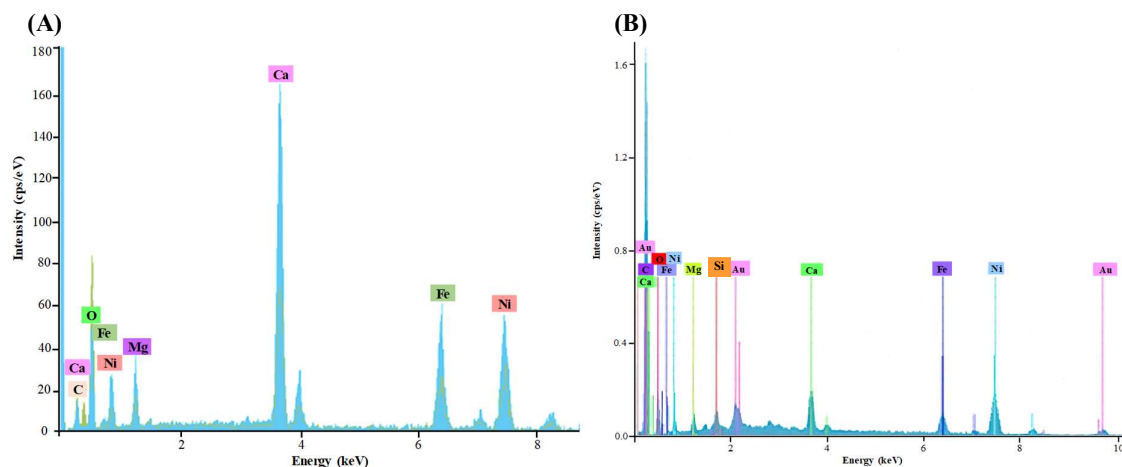 (A)
180
160
140
120
100
80
60
40
20
0
Intensity (cps/eV)
Ca
O
Fe
Ni
Mg
Ca
C
Fe
Ni
2
4
6
8
Energy (keV)
(B)
1.6
1.2
0.8
0.4
0.0
Intensity (cps/eV)
Au
C
Ca
O
Fe
Ni
Mg
Si
Au
Ca
Fe
Ni
Au
2
4
6
8
10
Energy (keV)